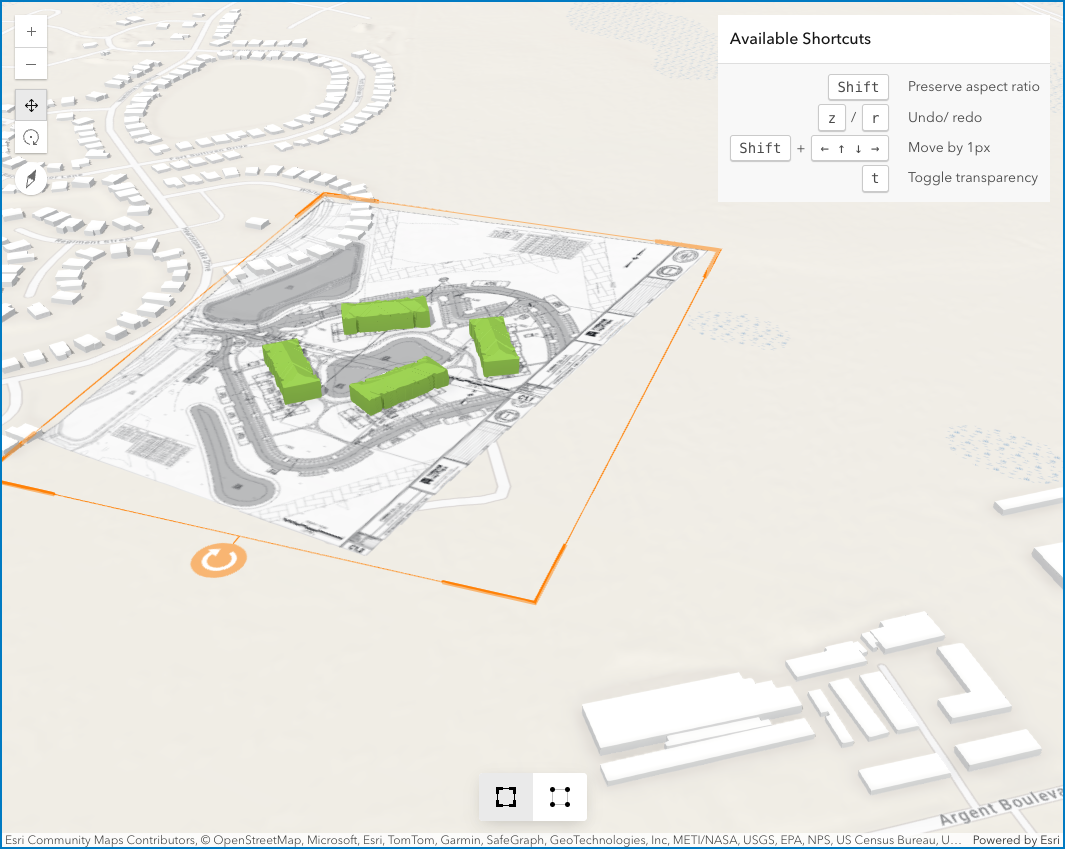 Available Shortcuts
Shift Preserve aspect ratio
z / r Undo/ redo
Shift + ← ↑ ↓ → Move by 1px
t Toggle transparency
Argent Bouleva
Esri Community Maps Contributors, © OpenStreetMap, Microsoft, Esri, TomTom, Garmin, SafeGraph, GeoTechnologies, Inc, METI/NASA, USGS, EPA, NPS, US Census Bureau, U... Powered by Esri